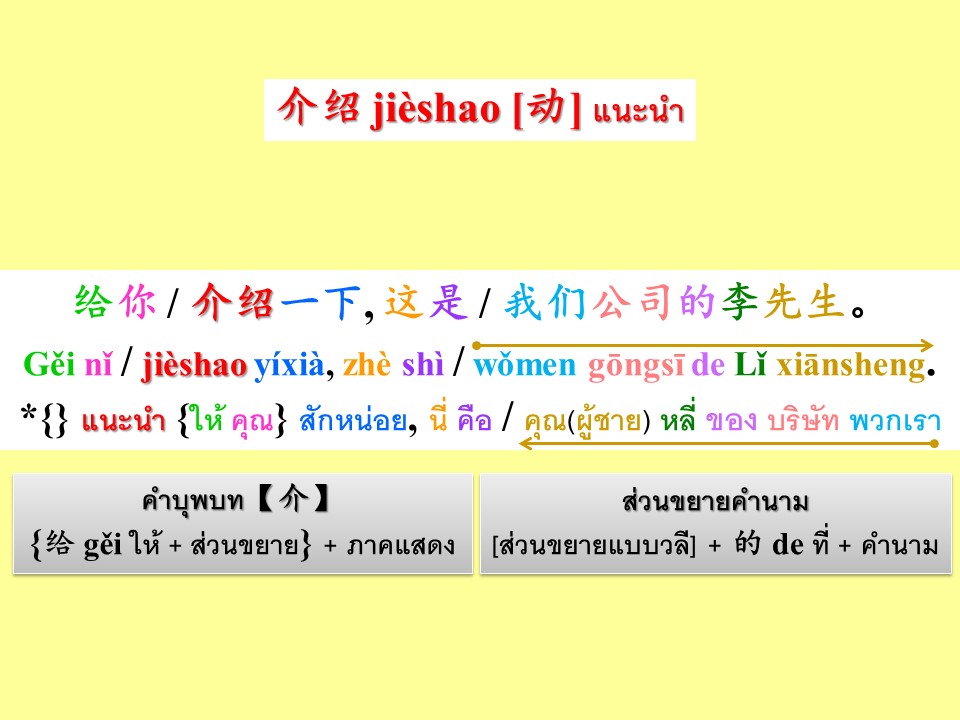 介绍 jièshao [动] แนะนำ
给你 / 介绍一下, 这是 / 我们公司的李先生。
Gěi nǐ / jièshao yíxià, zhè shì / wǒmen gōngsī de Lǐ xiānsheng.
*{} แนะนำ {ให้ คุณ} สักหน่อย, นี่ คือ / คุณ(ผู้ชาย) หลี่ ของ บริษัท พวกเรา
คำบุพบท【介】
{给 gěi ให้ + ส่วนขยาย} + ภาคแสดง
ส่วนขยายคำนาม
[ส่วนขยายแบบวลี] + 的 de ที่ + คำนาม